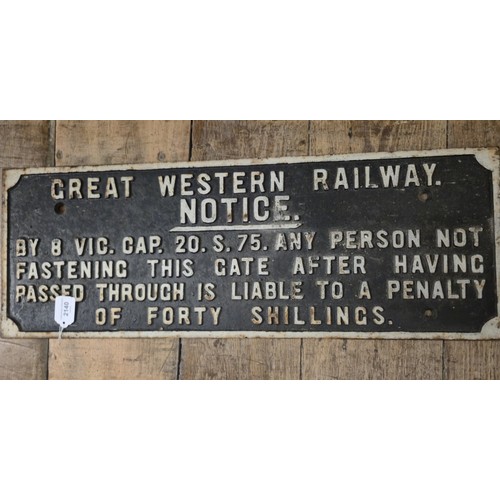 GREAT WESTERN RAILWAY.
NOTICE.
BY 8 VIC. CAP. 20. S. 75. ANY PERSON NOT
FASTENING THIS GATE AFTER HAVING
PASSED THROUGH IS LIABLE TO A PENALTY
OF FORTY SHILLINGS.
2140